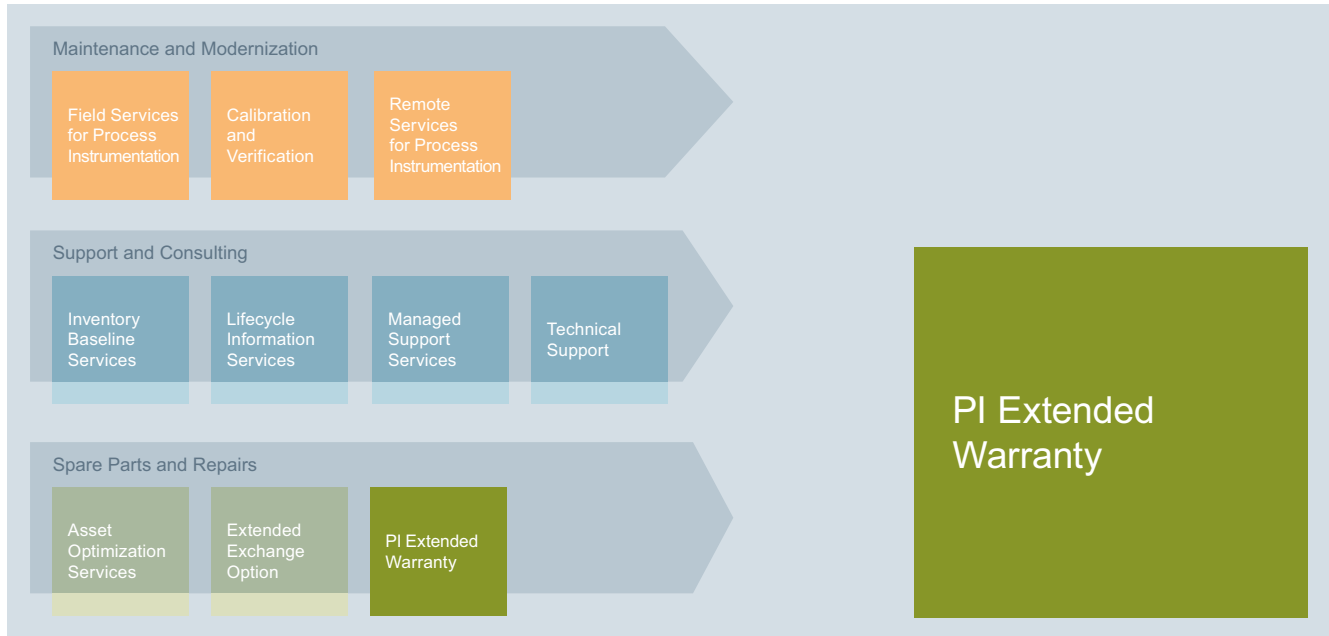 Maintenance and Modernization
Field Services
for Process
Instrumentation
Calibration
and
Verification
Remote
Services
for Process
Instrumentation
Support and Consulting
Inventory
Baseline
Services
Lifecycle
Information
Services
Managed
Support
Services
Technical
Support
Spare Parts and Repairs
Asset
Optimization
Services
Extended
Exchange
Option
PI Extended
Warranty
PI Extended
Warranty